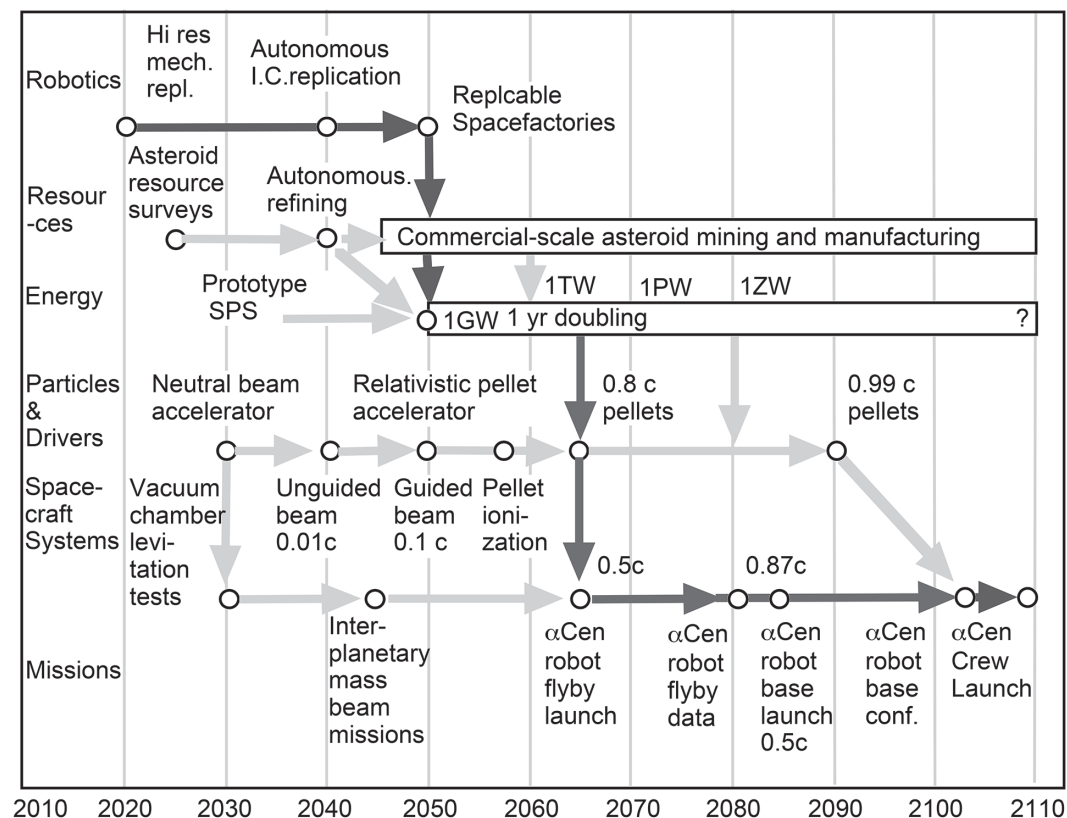 Robotics
Hi res
mech.
repl.
Autonomous
I.C.replication
Replcable
Spacefactories
Resour
-ces
Asteroid
resource
surveys
Autonomous.
refining
Commercial-scale asteroid mining and manufacturing
Energy
Prototype
SPS
1TW
1PW
1ZW
1GW 1 yr doubling
?
Particles
&
Drivers
Neutral beam
accelerator
Relativistic pellet
accelerator
0.8 c
pellets
0.99 c
pellets
Space-
craft
Systems
Vacuum
chamber
levi-
tation
tests
Unguided
beam
0.01c
Guided
beam
0.1 c
Pellet
ioni-
zation
0.5c
0.87c
Missions
Inter-
planetary
mass
beam
missions
αCen
robot
flyby
launch
αCen
robot
flyby
data
αCen
robot
base
launch
0.5c
αCen
robot
base
conf.
αCen
Crew
Launch
2010 2020 2030 2040 2050 2060 2070 2080 2090 2100 2110